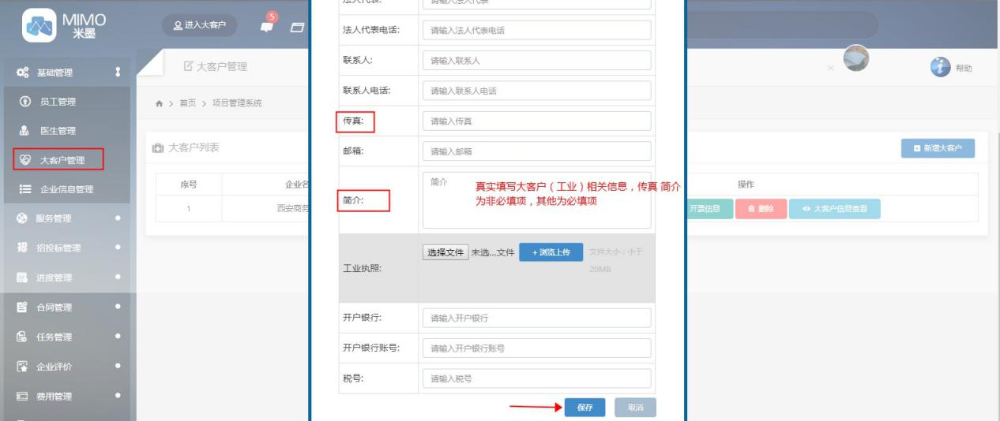 MIMO
米墨
进入大客户
5
基础管理
员工管理
医生管理
大客户管理
企业信息管理
服务管理
招投标管理
进度管理
合同管理
任务管理
企业评价
费用管理
大客户管理
首页 > 项目管理系统
大客户列表
序号
企业名
1
西安商务
法人代表:
请输入法人代表
法人代表电话:
请输入法人代表电话
联系人:
请输入联系人
联系人电话:
请输入联系人电话
传真:
请输入传真
邮箱:
请输入邮箱
简介:
简介
真实填写大客户（工业）相关信息，传真 简介
为非必填项，其他为必填项
工业执照:
选择文件 未选...文件
+ 浏览上传
文件大小：小于
20MB
开户银行:
请输入开户银行
开户银行账号:
请输入开户银行账号
税号:
请输入税号
保存
取消
帮助
新增大客户
操作
开票信息
删除
大客户信息查看